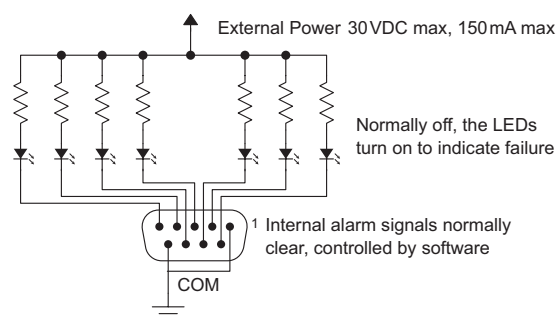 External Power 30VDC max, 150mA max
Normally off, the LEDs
turn on to indicate failure
1 Internal alarm signals normally
clear, controlled by software
COM